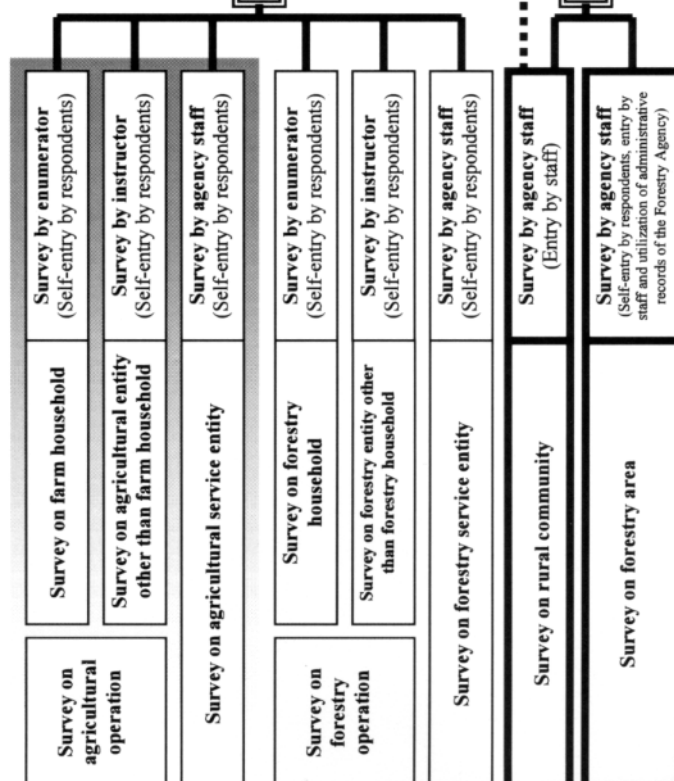 Survey on
agricultural
operation
Survey on farm household
Survey by enumerator
(Self-entry by respondents)
Survey on agricultural entity
other than farm household
Survey by instructor
(Self-entry by respondents)
Survey on agricultural service entity
Survey by agency staff
(Self-entry by respondents)
Survey on
forestry
operation
Survey on forestry
household
Survey by enumerator
(Self-entry by respondents)
Survey on forestry entity other
than forestry household
Survey by instructor
(Self-entry by respondents)
Survey on forestry service entity
Survey by agency staff
(Self-entry by respondents)
Survey on rural community
Survey by agency staff
(Entry by staff)
Survey on forestry area
Survey by agency staff
(Self-entry by respondents, entry by
staff and utilization of administrative
records of the Forestry Agency)